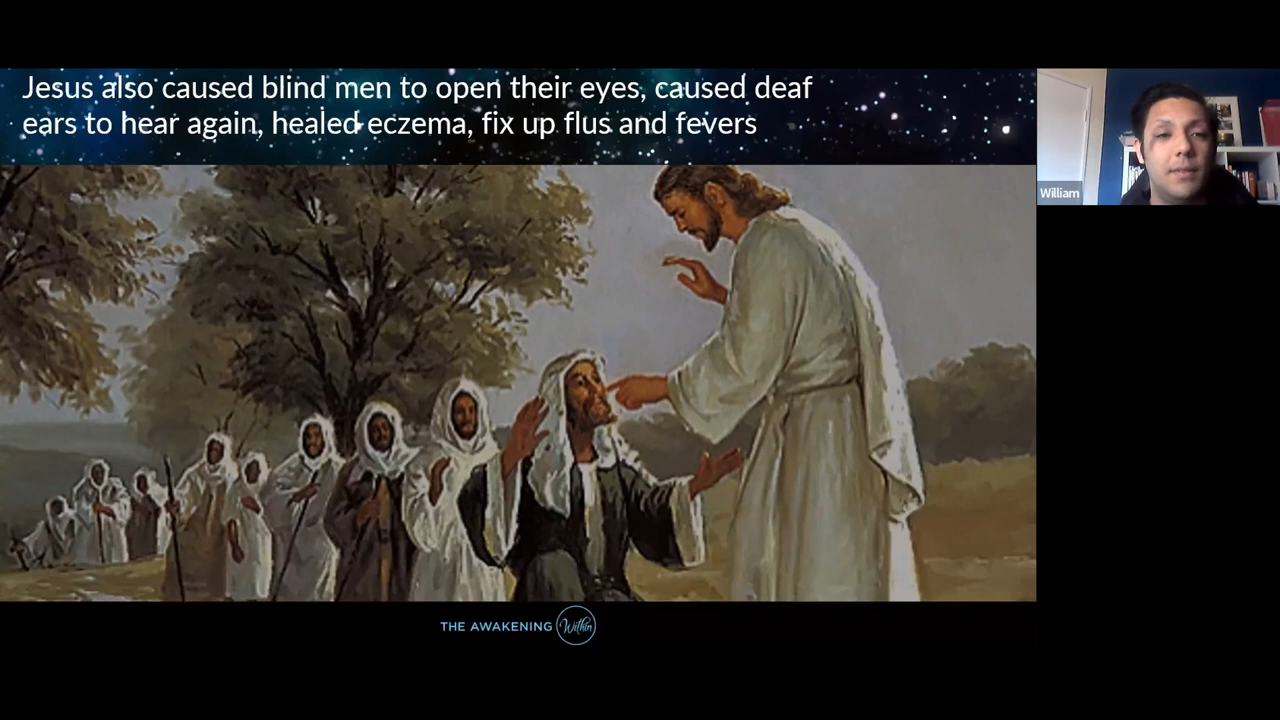 Jesus also caused blind men to open their eyes, caused deaf
ears to hear again, healed eczema, fix up flus and fevers
William
THE AWAKENING Within